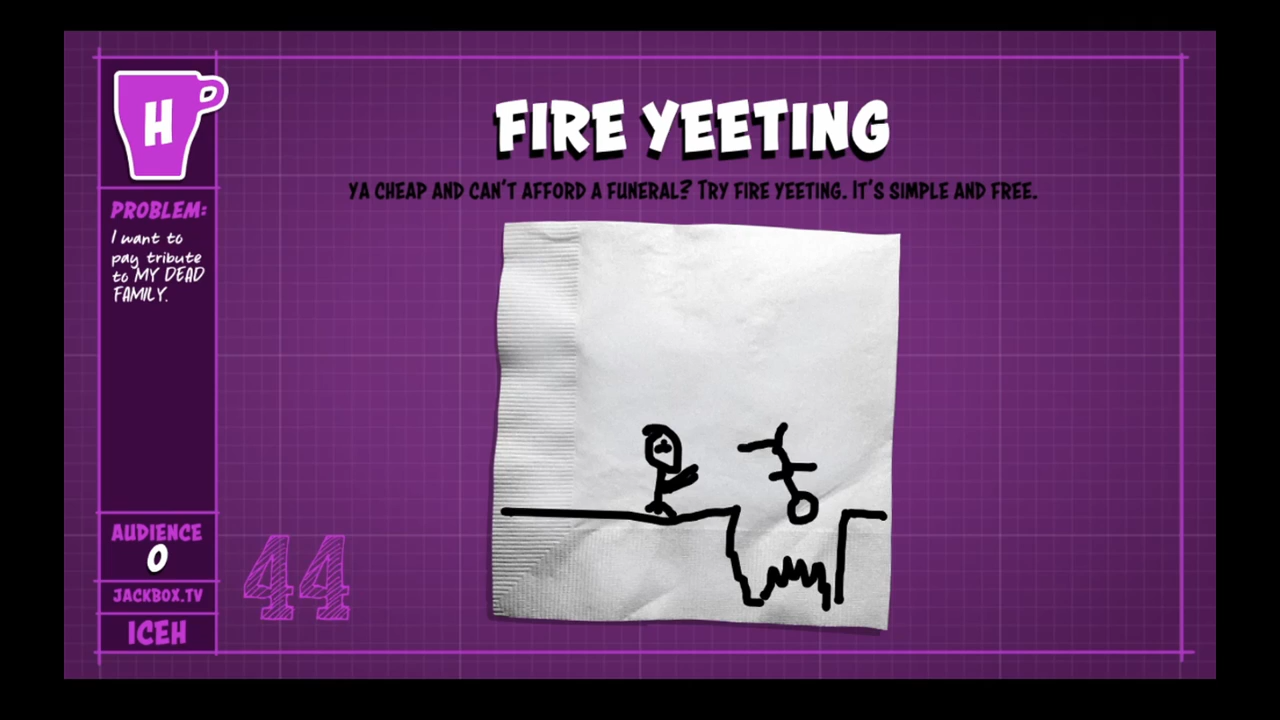 H
FIRE YEETING
YA CHEAP AND CAN'T AFFORD A FUNERAL? TRY FIRE YEETING. IT'S SIMPLE AND FREE.
PROBLEM:
I want to
pay tribute
to MY DEAD
FAMILY.
AUDIENCE
0
JACKBOX.TV
ICEH
44